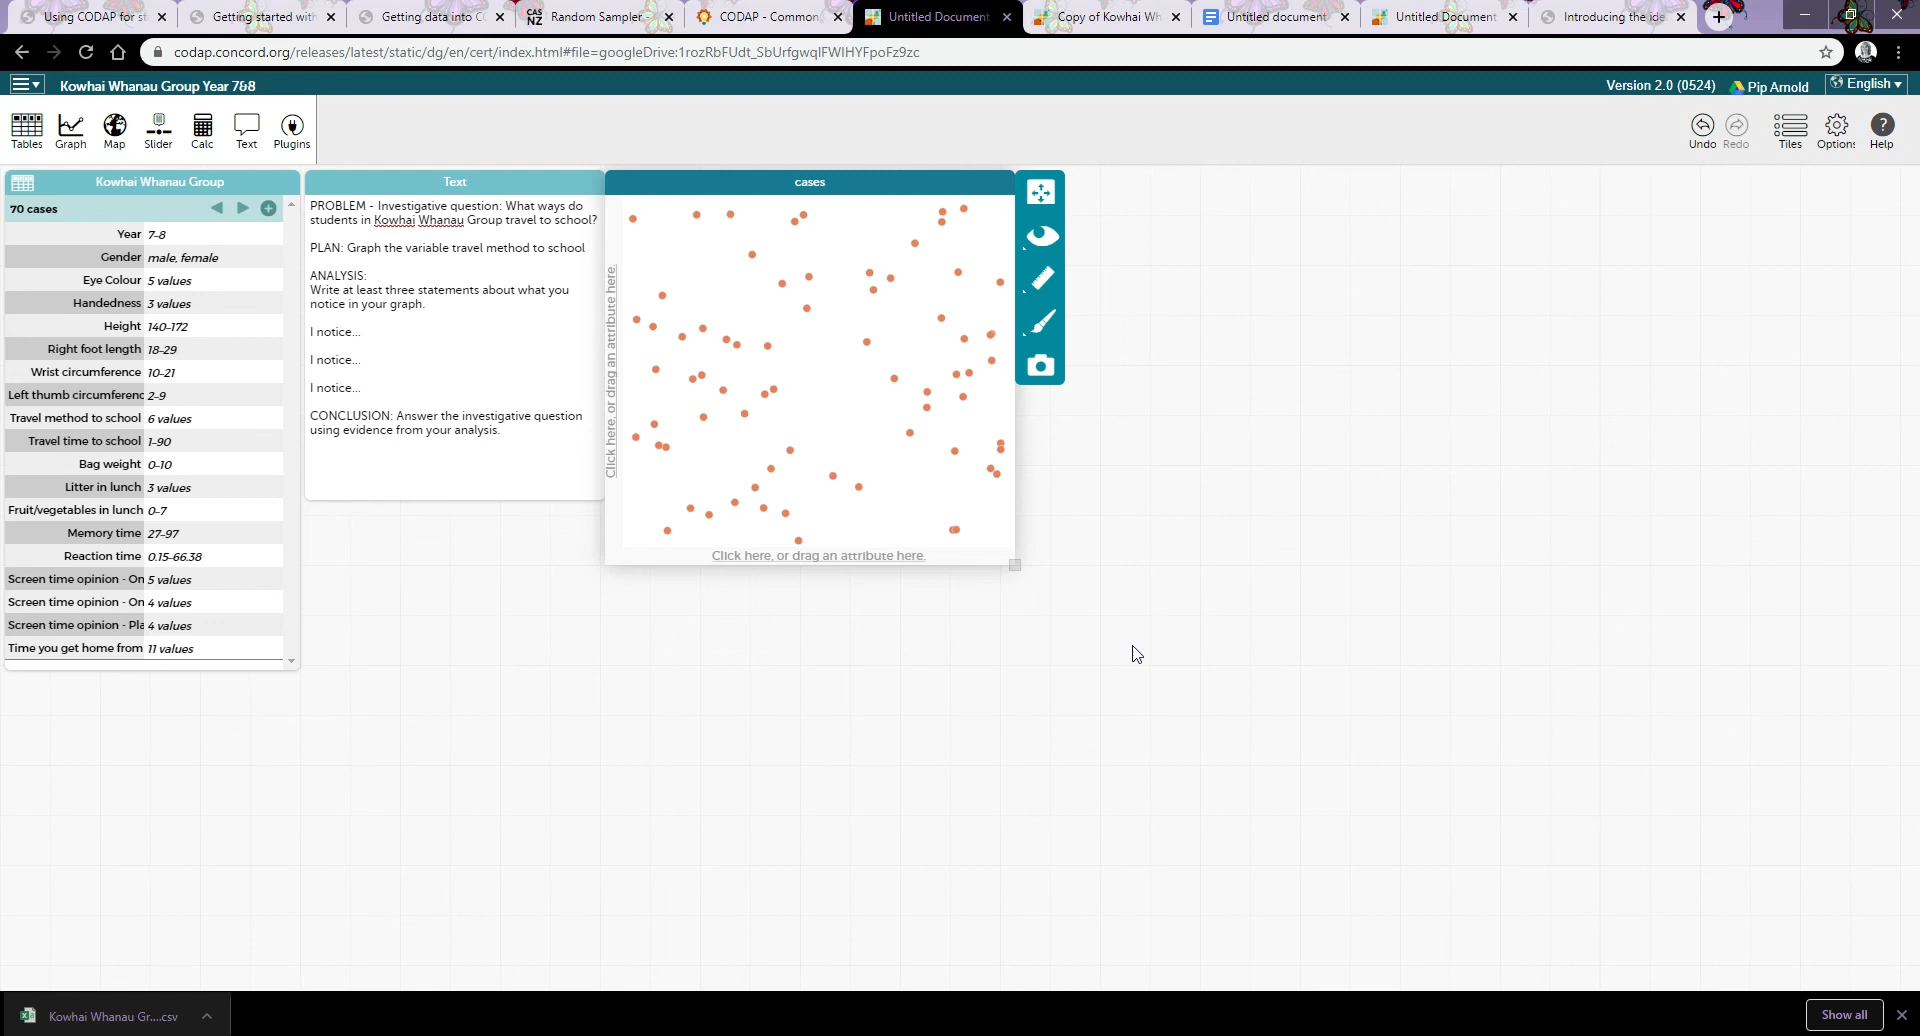 Using CODAP for st
Getting started with
Getting data into CO
CAS NZ
Random Sampler -
CODAP - Common
Untitled Document
Copy of Kowhai Wh
Untitled document
Untitled Document
Introducing the ide
codap.concord.org/releases/latest/static/dg/en/cert/index.html#file=googleDrive:1rozRbFUdt_SbUrfgwqIFWIHYFpoFz9zc
Kowhai Whanau Group Year 7&8
Version 2.0 (0524)
Pip Arnold
English
Tables
Graph
Map
Slider
Calc
Text
Plugins
Undo
Redo
Tiles
Options
Help
Kowhai Whanau Group
70 cases
Year 7-8
Gender male, female
Eye Colour 5 values
Handedness 3 values
Height 140-172
Right foot length 18-29
Wrist circumference 10-21
Left thumb circumferenc 2-9
Travel method to school 6 values
Travel time to school 1-90
Bag weight 0-10
Litter in lunch 3 values
Fruit/vegetables in lunch 0-7
Memory time 27-97
Reaction time 0.15-66.38
Screen time opinion - On 5 values
Screen time opinion - On 4 values
Screen time opinion - Pla 4 values
Time you get home from 11 values
Text
PROBLEM - Investigative question: What ways do
students in Kowhai Whanau Group travel to school?
PLAN: Graph the variable travel method to school
ANALYSIS:
Write at least three statements about what you
notice in your graph.
I notice...
I notice...
I notice...
CONCLUSION: Answer the investigative question
using evidence from your analysis.
cases
Click here, or drag an attribute here.
Click here, or drag an attribute here.
Kowhai Whanau Gr....csv
Show all